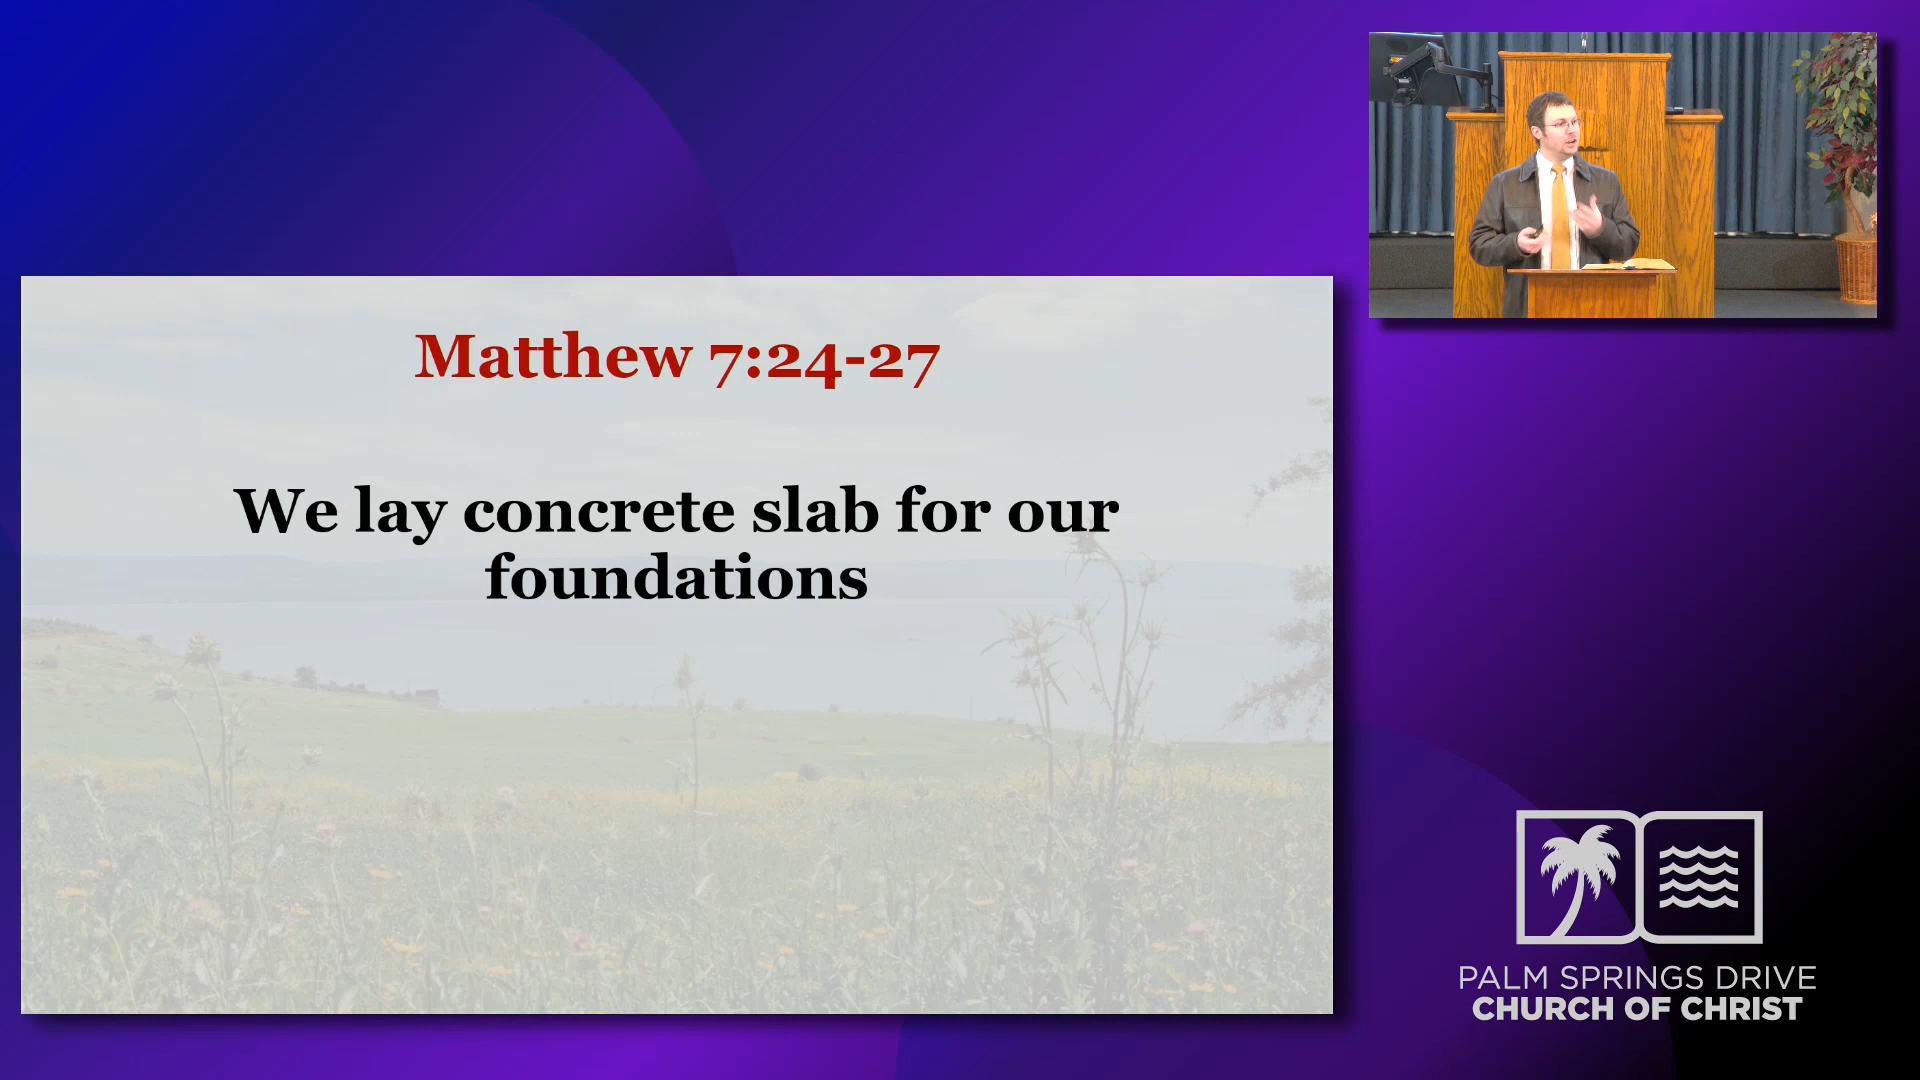 Matthew 7:24-27
We lay concrete slab for our
foundations
PALM SPRINGS DRIVE
CHURCH OF CHRIST